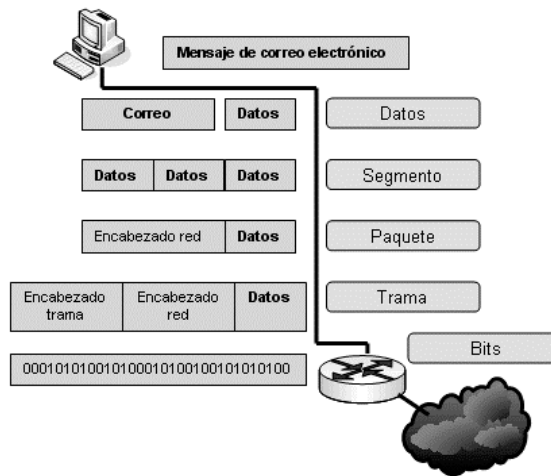 Mensaje de correo electrónico
Correo Datos Datos
Datos Datos Datos Segmento
Encabezado red Datos Paquete
Encabezado trama Encabezado red Datos Trama
Bits
0001010100101000101001001010100